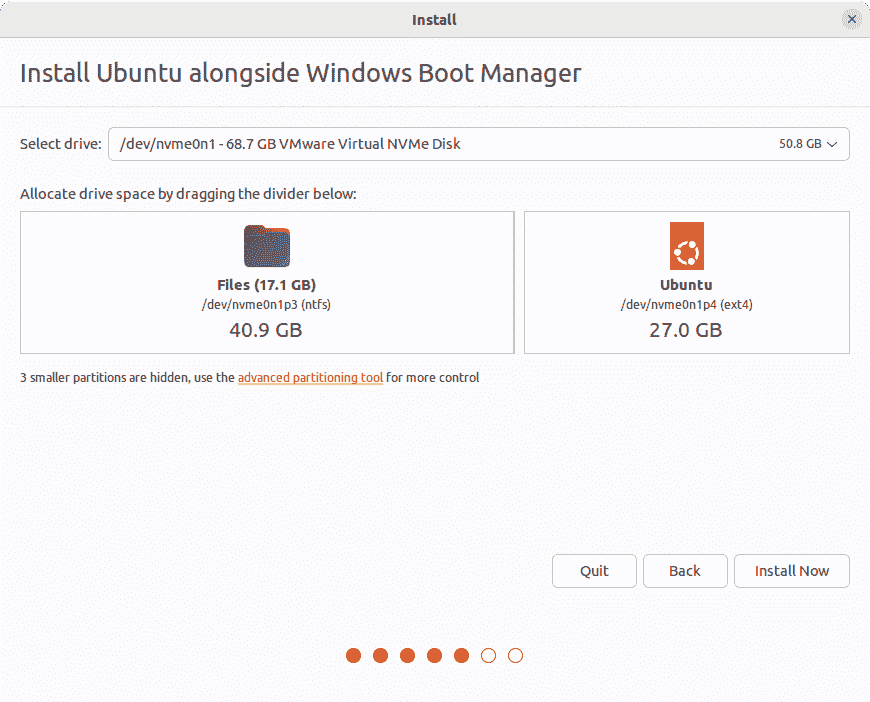 Install
Install Ubuntu alongside Windows Boot Manager
Select drive: /dev/nvme0n1 - 68.7 GB VMware Virtual NVMe Disk 50.8 GB
Allocate drive space by dragging the divider below:
Files (17.1 GB)
/dev/nvme0n1p3 (ntfs)
40.9 GB
Ubuntu
/dev/nvme0n1p4 (ext4)
27.0 GB
3 smaller partitions are hidden, use the advanced partitioning tool for more control
Quit Back Install Now